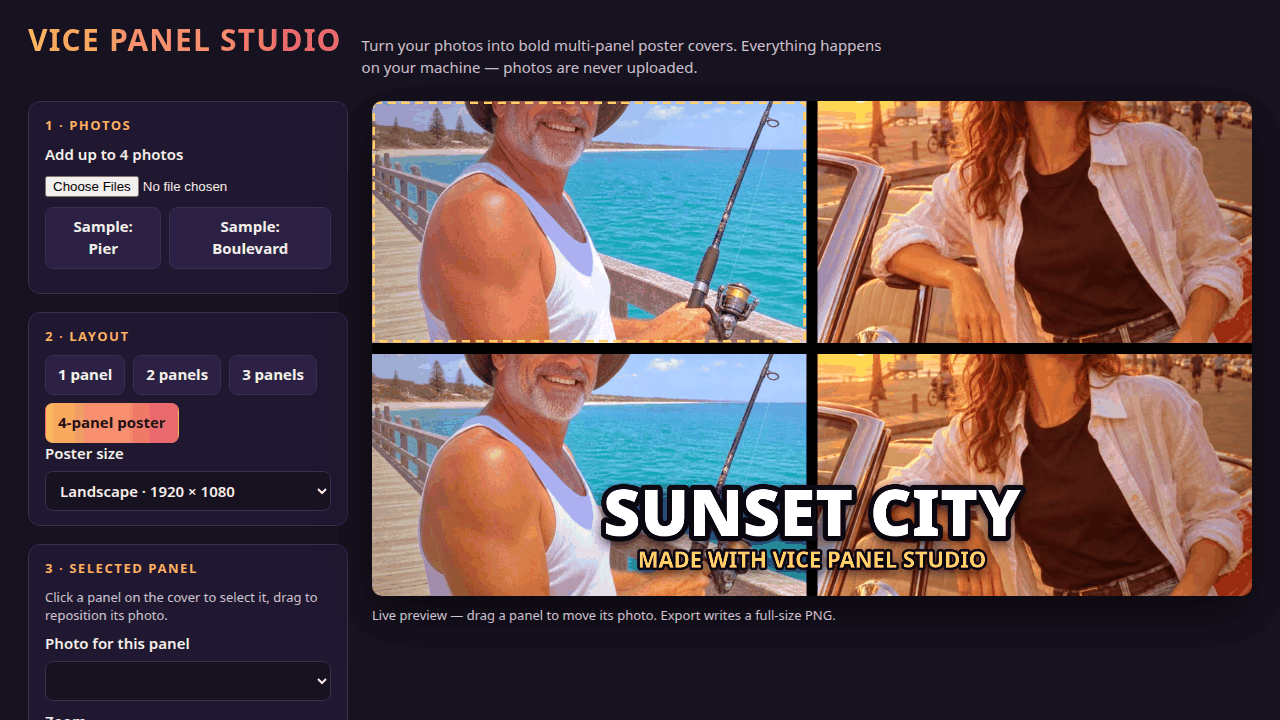 VICE PANEL STUDIO
Turn your photos into bold multi-panel poster covers. Everything happens
on your machine — photos are never uploaded.
1 · PHOTOS
Add up to 4 photos
Choose Files No file chosen
Sample:
Pier
Sample:
Boulevard
2 · LAYOUT
1 panel
2 panels
3 panels
4-panel poster
Poster size
Landscape · 1920 × 1080
3 · SELECTED PANEL
Click a panel on the cover to select it, drag to
reposition its photo.
Photo for this panel
Zoom
SUNSET CITY
MADE WITH VICE PANEL STUDIO
Live preview — drag a panel to move its photo. Export writes a full-size PNG.